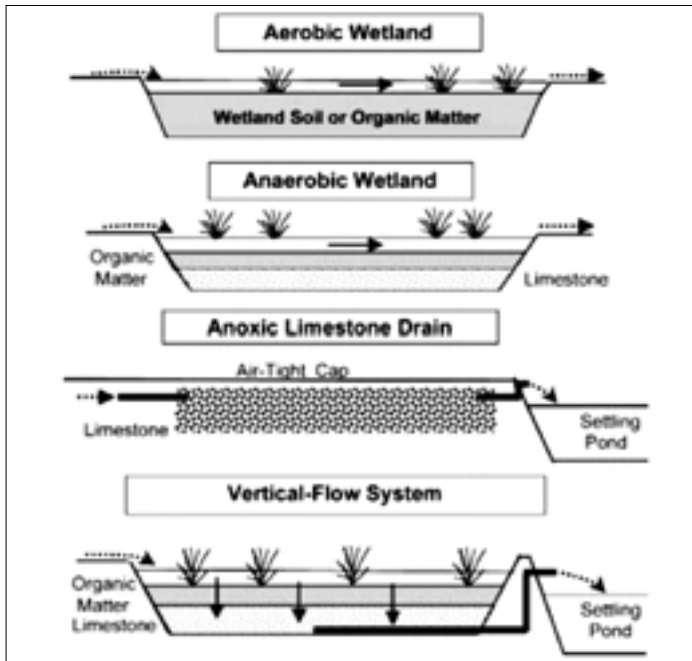 Aerobic Wetland
Wetland Soil or Organic Matter
Anaerobic Wetland
Organic
Matter
Limestone
Anoxic Limestone Drain
Air-Tight Cap
Limestone
Settling
Pond
Vertical-Flow System
Organic
Matter
Limestone
Settling
Pond